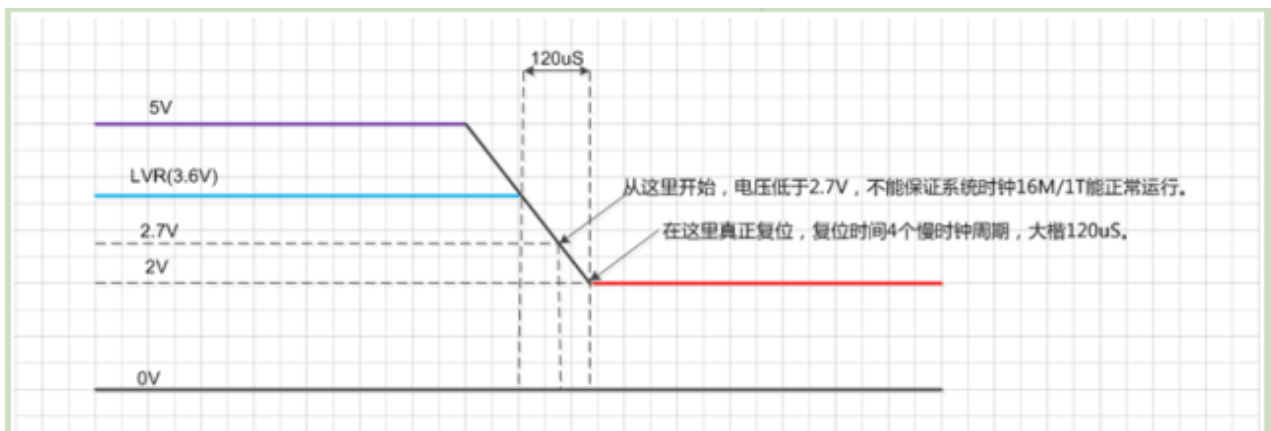 120uS
5V
LVR(3.6V)
从这里开始，电压低于2.7V，不能保证系统时钟16M/1T能正常运行。
2.7V
在这里真正复位，复位时间4个慢时钟周期，大楷120uS。
2V
0V